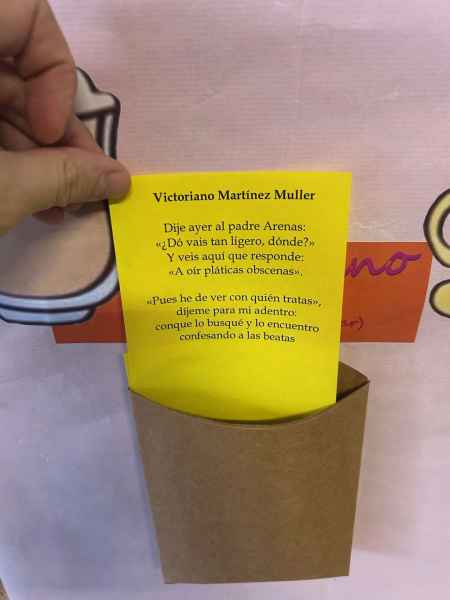 Victoriano Martínez Muller
Dije ayer al padre Arenas:
«¿Dó vais tan lígero, dónde?»
Y veis aquí que responde:
«A oír pláticas obscenas».
«Pues he de ver con quién tratas»,
díjeme para mi adentro:
conque lo busqué y lo encuentro
confesando a las beatas